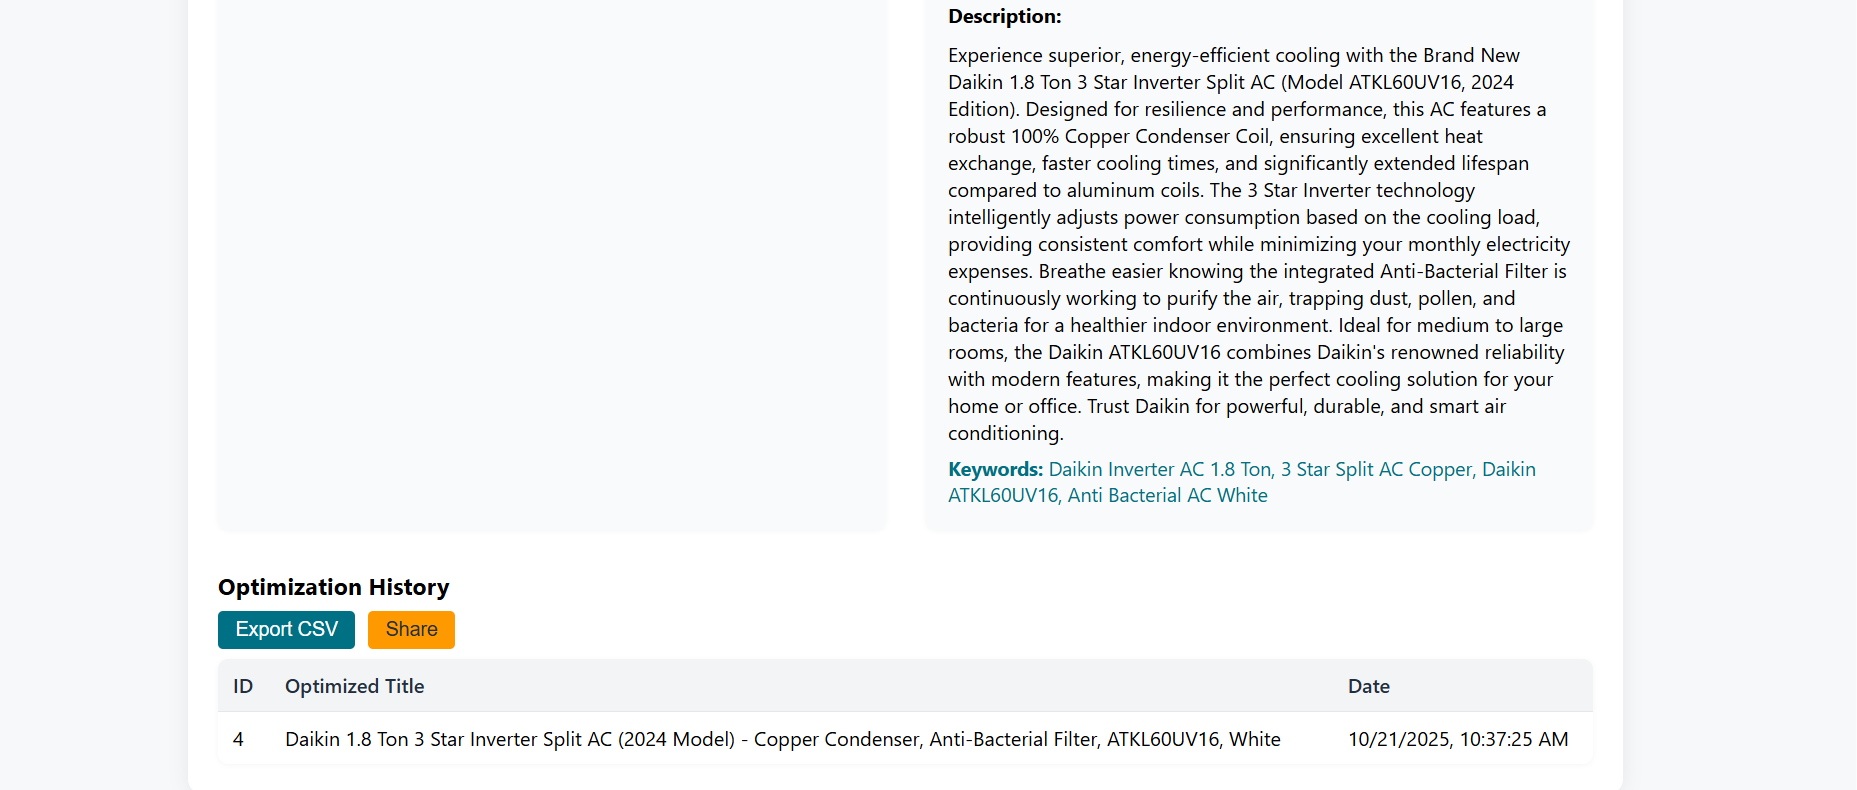 Description:
Experience superior, energy-efficient cooling with the Brand New
Daikin 1.8 Ton 3 Star Inverter Split AC (Model ATKL60UV16, 2024
Edition). Designed for resilience and performance, this AC features a
robust 100% Copper Condenser Coil, ensuring excellent heat
exchange, faster cooling times, and significantly extended lifespan
compared to aluminum coils. The 3 Star Inverter technology
intelligently adjusts power consumption based on the cooling load,
providing consistent comfort while minimizing your monthly electricity
expenses. Breathe easier knowing the integrated Anti-Bacterial Filter is
continuously working to purify the air, trapping dust, pollen, and
bacteria for a healthier indoor environment. Ideal for medium to large
rooms, the Daikin ATKL60UV16 combines Daikin's renowned reliability
with modern features, making it the perfect cooling solution for your
home or office. Trust Daikin for powerful, durable, and smart air
conditioning.
Keywords: Daikin Inverter AC 1.8 Ton, 3 Star Split AC Copper, Daikin
ATKL60UV16, Anti Bacterial AC White
Optimization History
Export CSV Share
ID Optimized Title Date
4 Daikin 1.8 Ton 3 Star Inverter Split AC (2024 Model) - Copper Condenser, Anti-Bacterial Filter, ATKL60UV16, White 10/21/2025, 10:37:25 AM